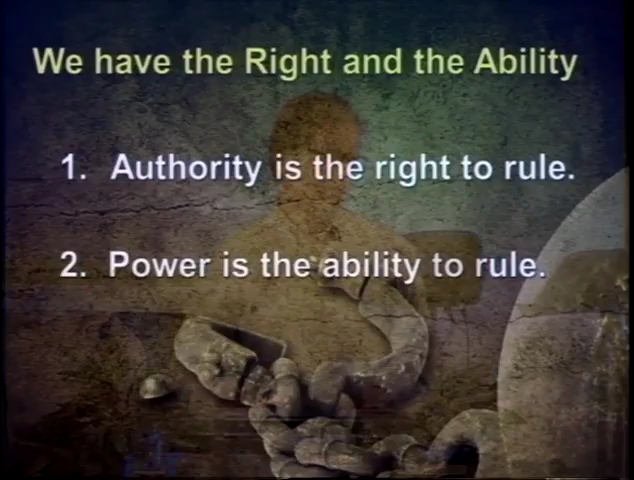 We have the Right and the Ability
1. Authority is the right to rule.
2. Power is the ability to rule.